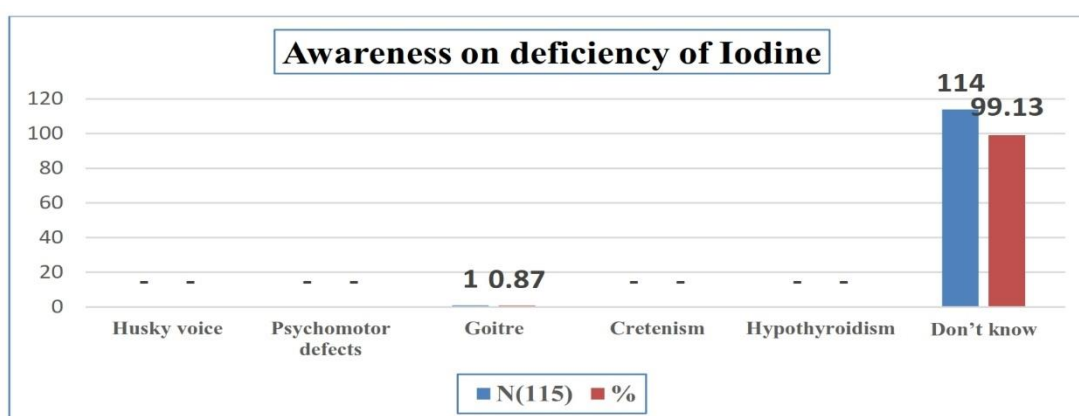 Awareness on deficiency of Iodine
114
120
99.13
100
80
60
40
20
- - - - 1 0.87 - - - -
0
Husky voice Psychomotor Goitre Cretenism Hypothyroidism Don’t know
defects
N(115) %